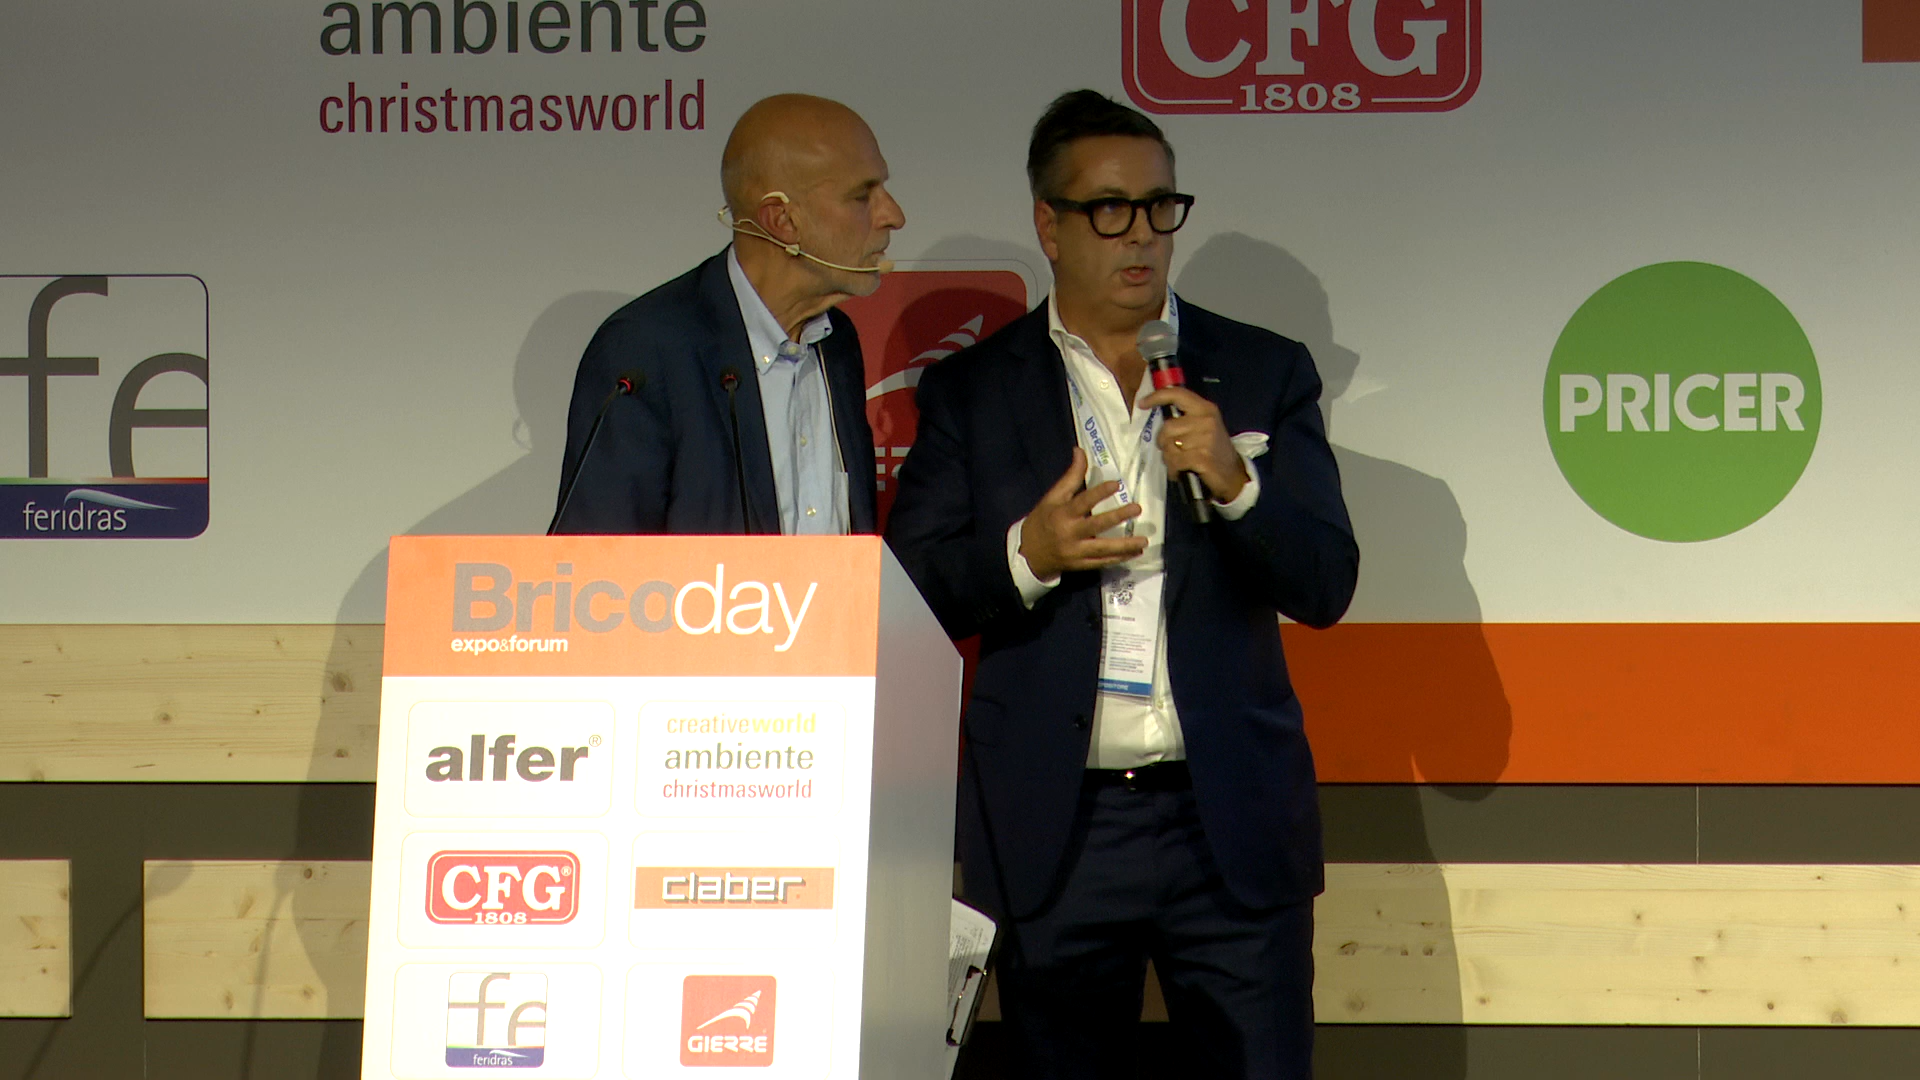 ambiente
christmasworld
CFG
1808
fe
feridras
PRICER
Bricolife
Bricoday
expo&forum
alfer®
creativeworld
ambiente
christmasworld
CFG®
1808
claber
fe
feridras
GIERRE